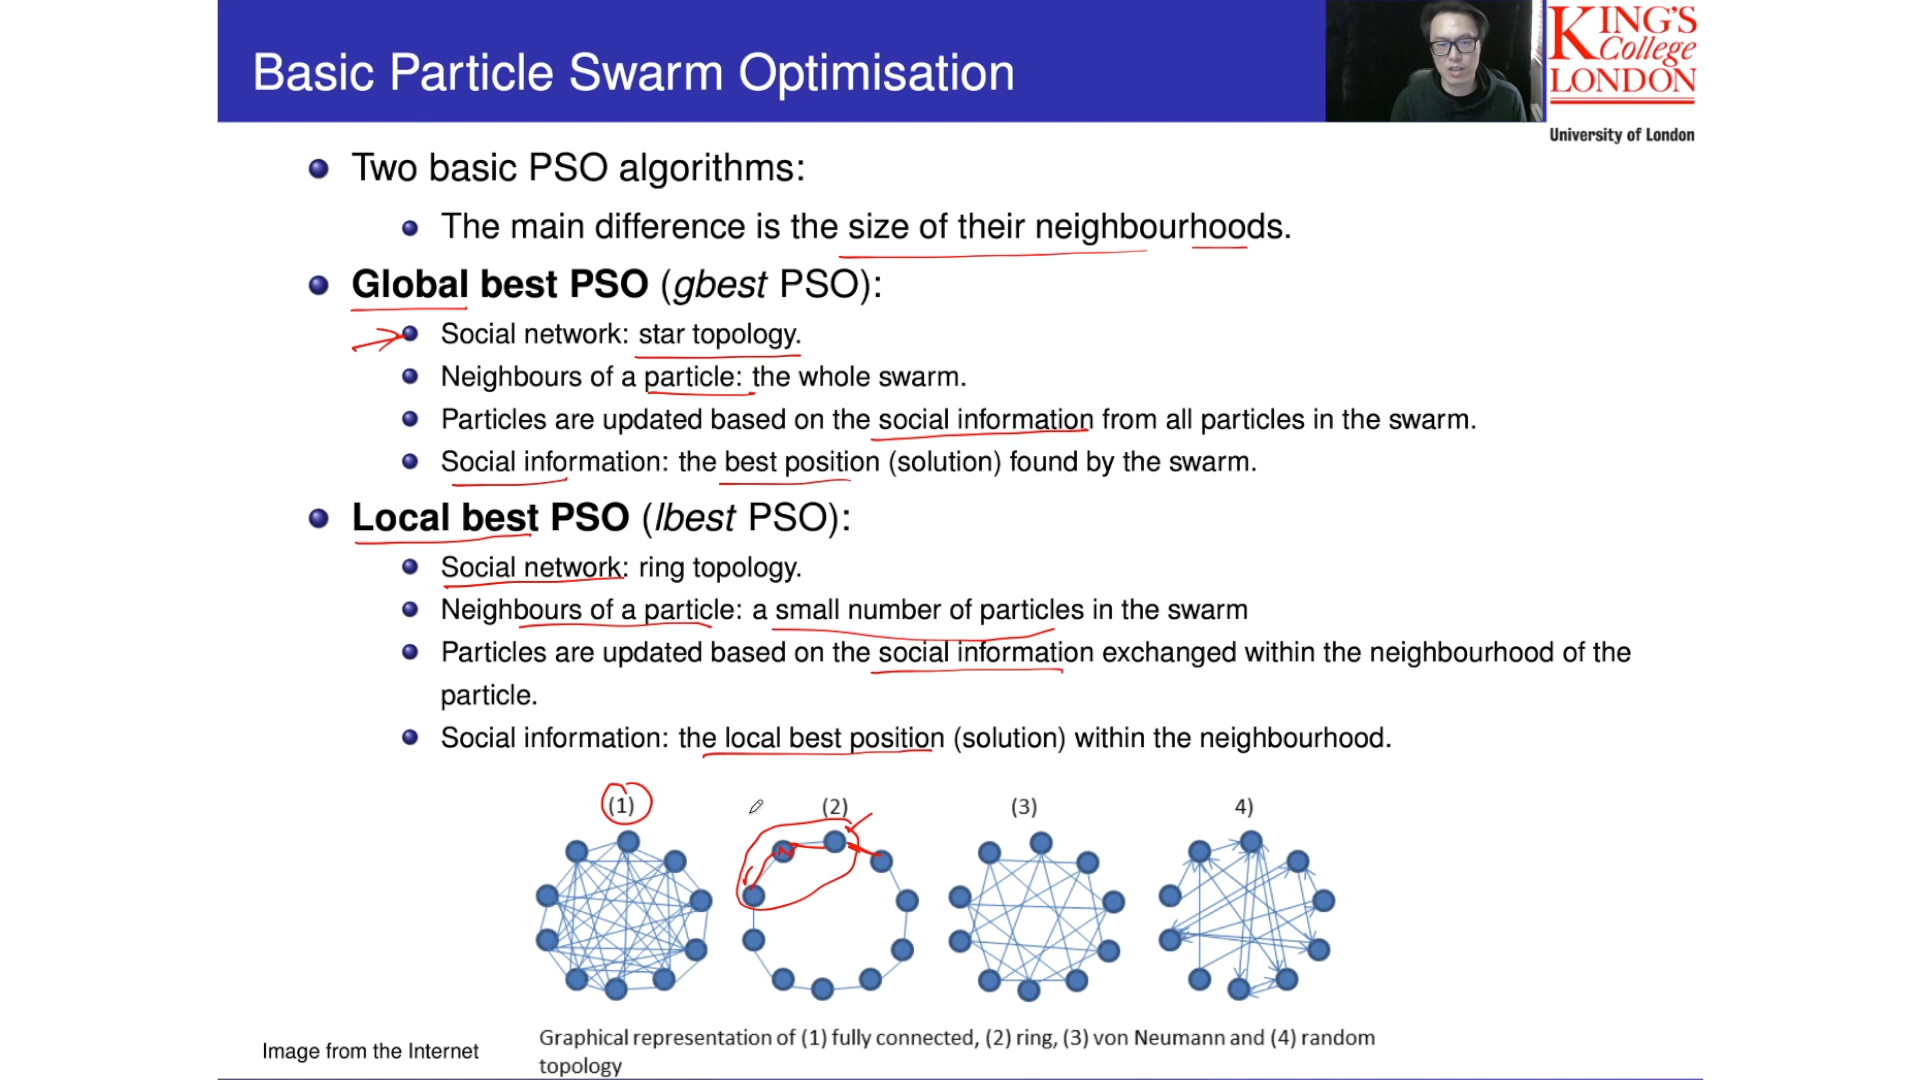 Basic Particle Swarm Optimisation
KING'S
College
LONDON
University of London
Two basic PSO algorithms:
The main difference is the size of their neighbourhoods.
Global best PSO (gbest PSO):
Social network: star topology.
Neighbours of a particle: the whole swarm.
Particles are updated based on the social information from all particles in the swarm.
Social information: the best position (solution) found by the swarm.
Local best PSO (lbest PSO):
Social network: ring topology.
Neighbours of a particle: a small number of particles in the swarm
Particles are updated based on the social information exchanged within the neighbourhood of the
particle.
Social information: the local best position (solution) within the neighbourhood.
(1) (2) (3) 4)
Image from the Internet
Graphical representation of (1) fully connected, (2) ring, (3) von Neumann and (4) random
topology